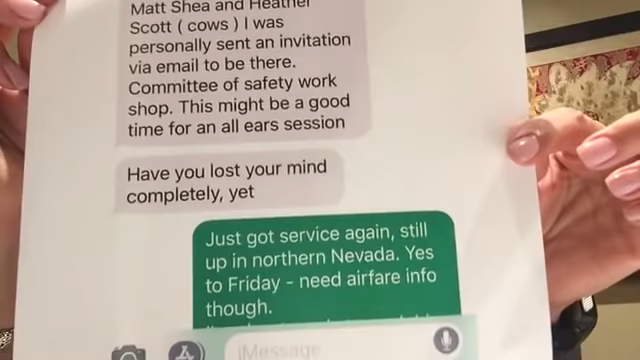 Matt Shea and Heather
Scott ( cows ) I was
personally sent an invitation
via email to be there.
Committee of safety work
shop. This might be a good
time for an all ears session
Have you lost your mind
completely, yet
Just got service again, still
up in northern Nevada. Yes
to Friday - need airfare info
though.
iMessage